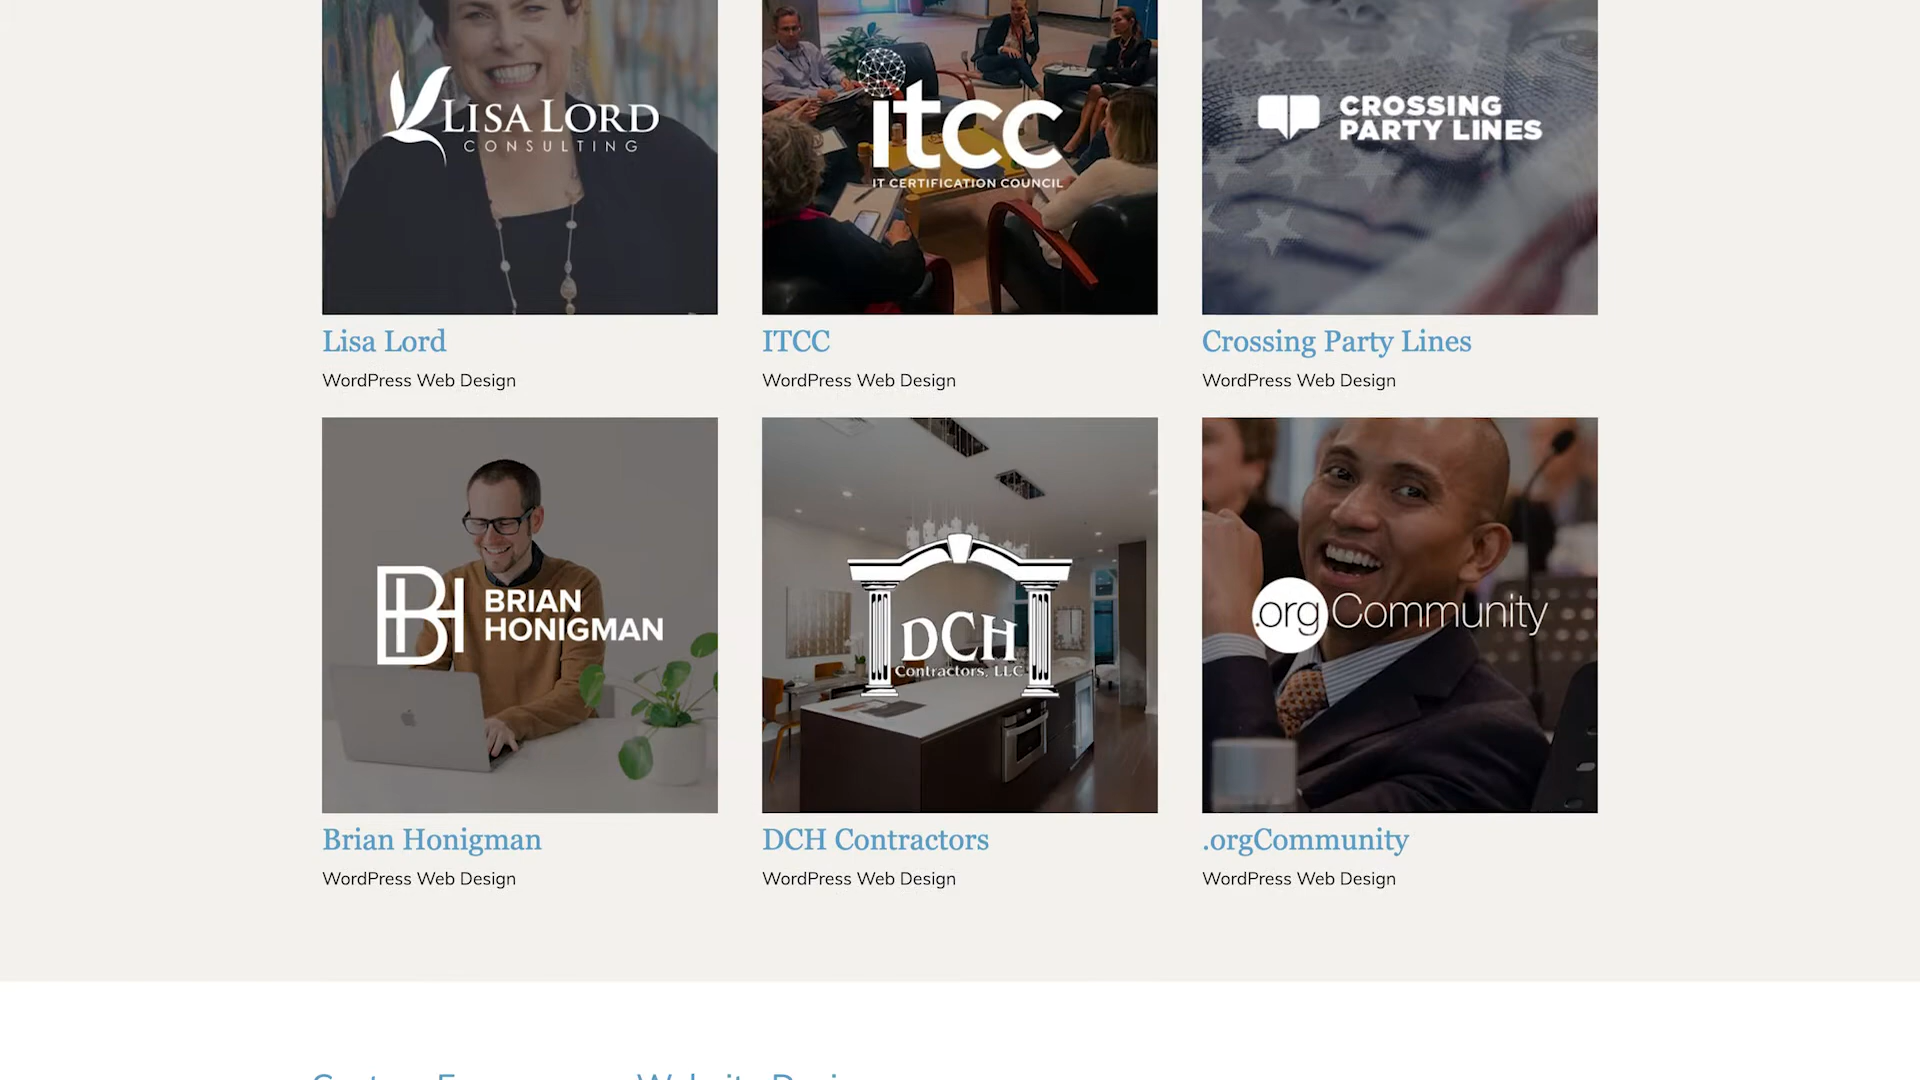 LISA LORD
CONSULTING
itcc
IT CERTIFICATION COUNCIL
CROSSING
PARTY LINES
Lisa Lord
WordPress Web Design
ITCC
WordPress Web Design
Crossing Party Lines
WordPress Web Design
BH
BRIAN
HONIGMAN
DCH
Contractors, LLC
.org Community
Brian Honigman
WordPress Web Design
DCH Contractors
WordPress Web Design
.orgCommunity
WordPress Web Design